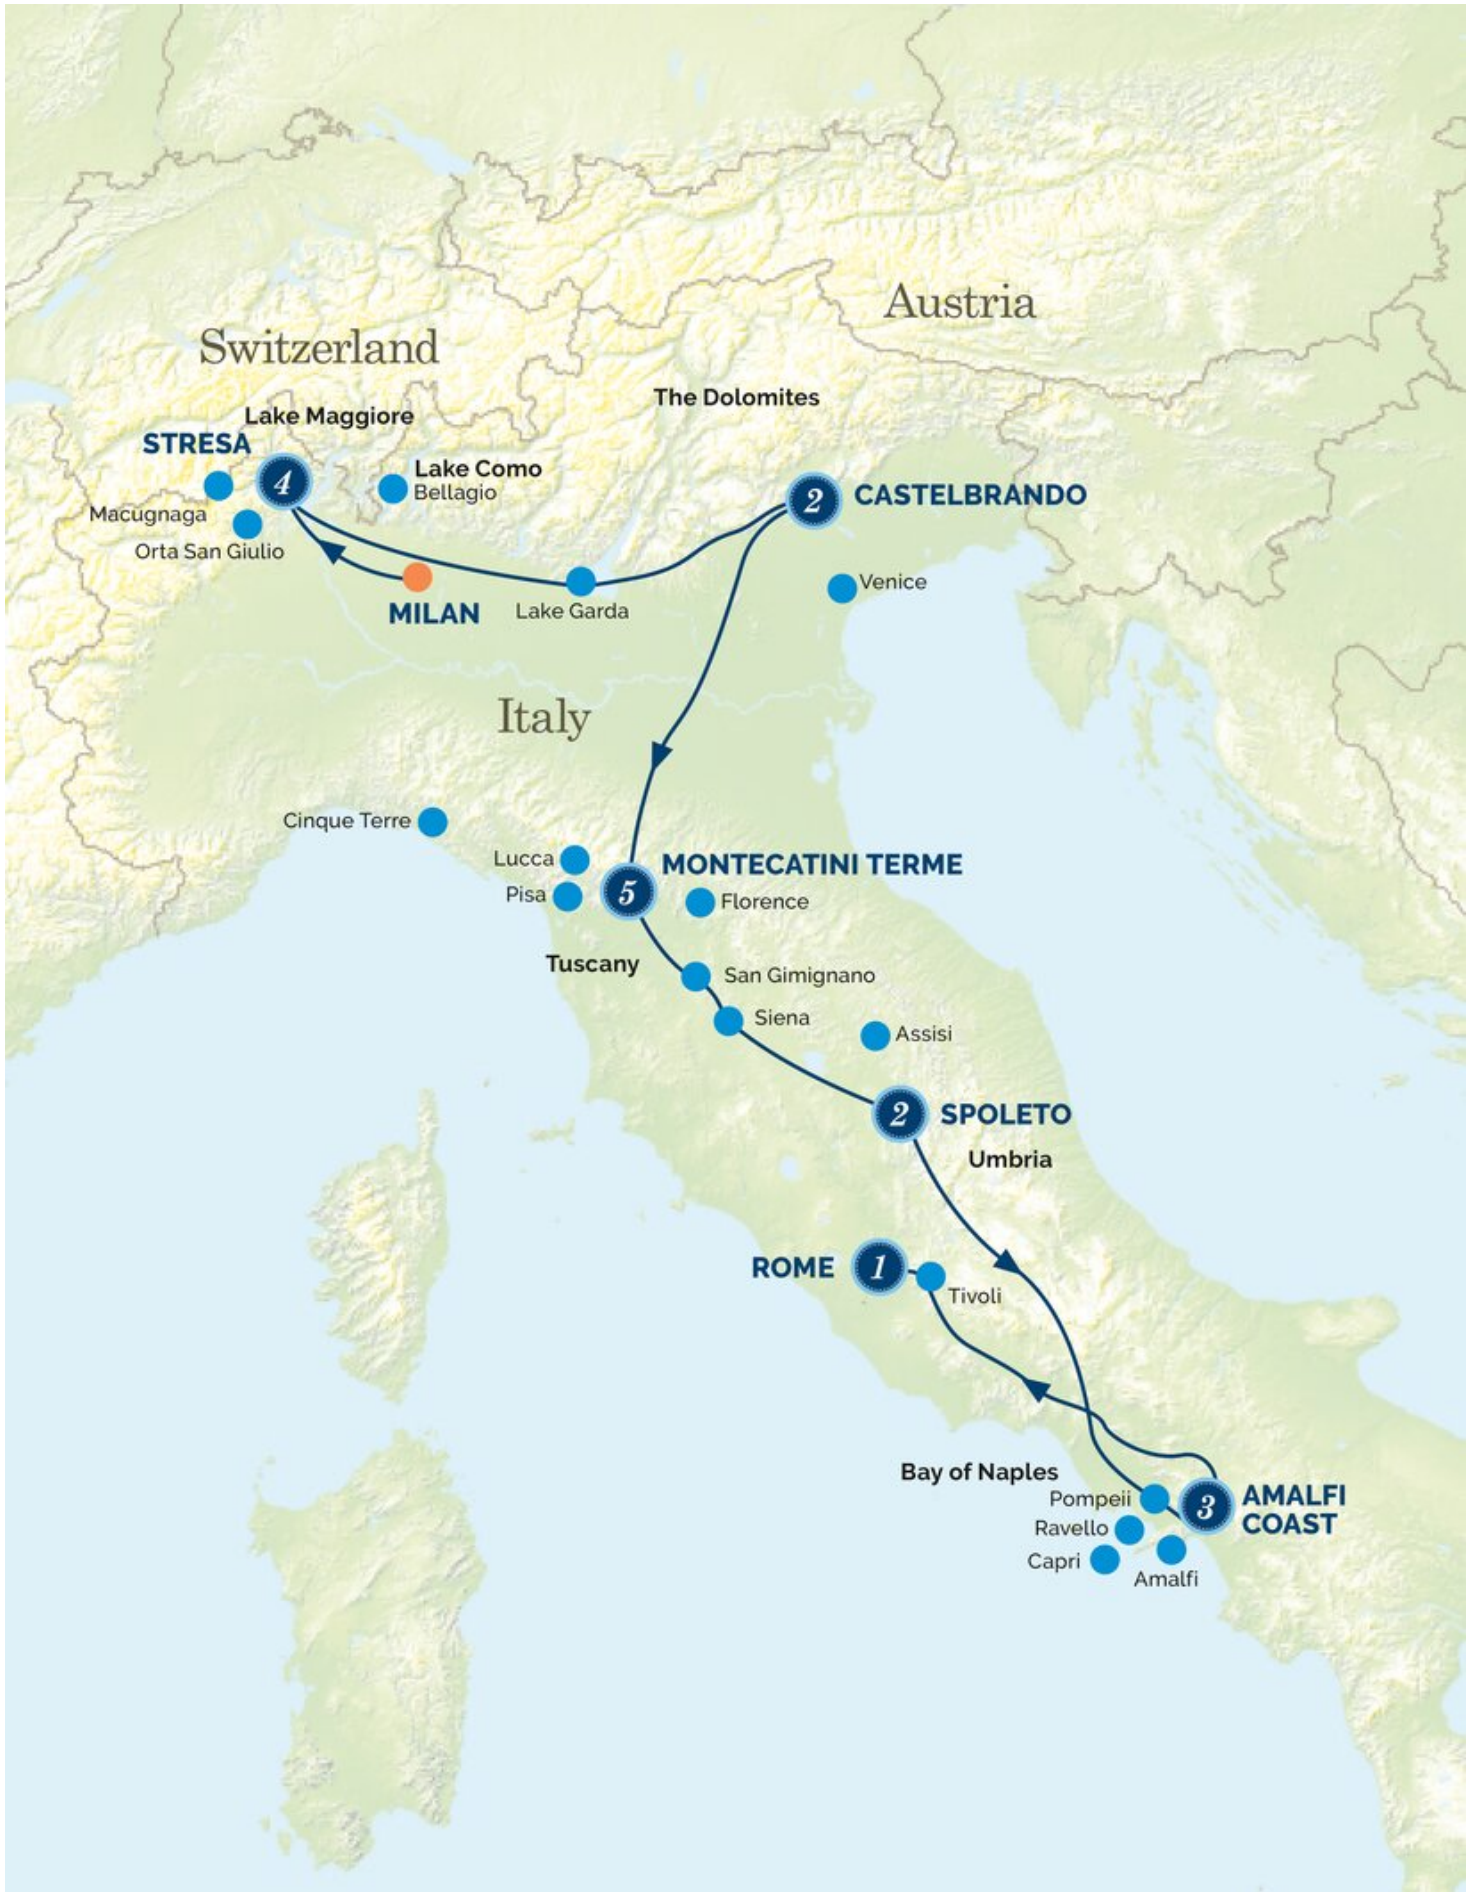 Austria
Switzerland
The Dolomites
Lake Maggiore
STRESA
4
Lake Como
Bellagio
2
CASTELBRANDO
Macugnaga
Orta San Giulio
MILAN
Lake Garda
Venice
Italy
Cinque Terre
Lucca
MONTECATINI TERME
Pisa
5
Florence
Tuscany
San Gimignano
Siena
Assisi
2
SPOLETO
Umbria
ROME
1
Tivoli
Bay of Naples
Pompeii
3
AMALFI
COAST
Ravello
Capri
Amalfi